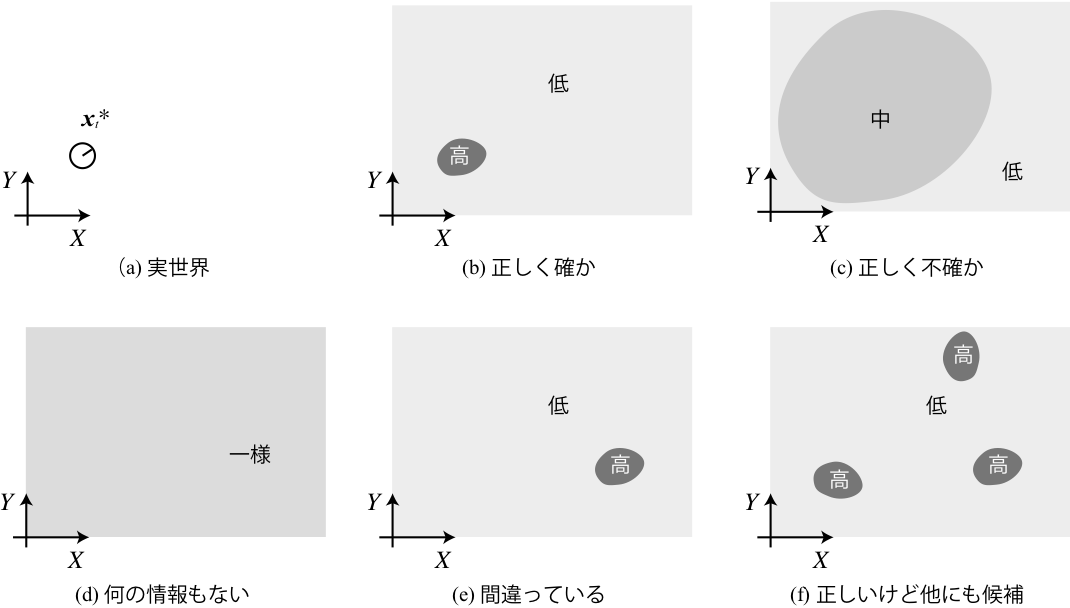 xₜ*
Y
X
(a) 実世界
低
高
Y
X
(b) 正しく確か
中
低
Y
X
(c) 正しく不確か
一様
Y
X
(d) 何の情報もない
低
高
Y
X
(e) 間違っている
高
低
高
高
Y
X
(f) 正しいけど他にも候補